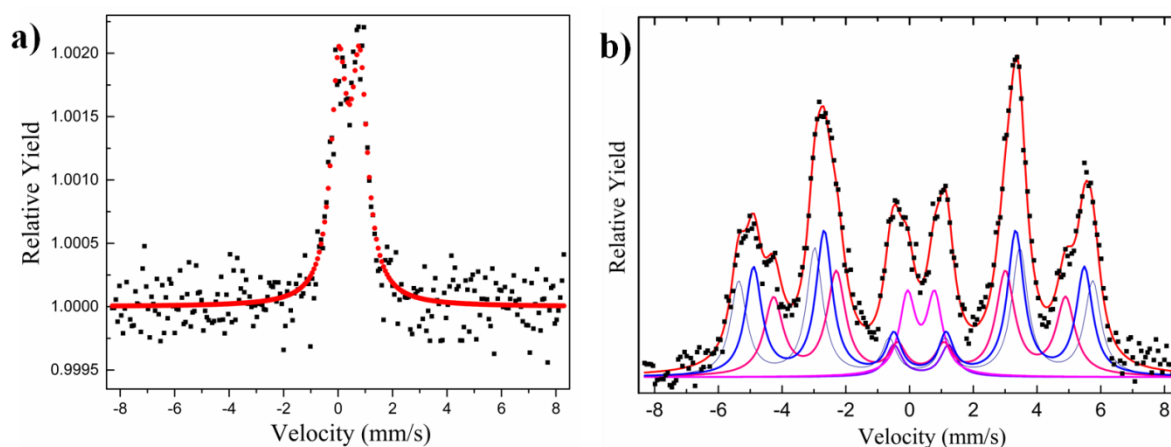 a)
1.0020
1.0015
1.0010
1.0005
1.0000
0.9995
Relative Yield
-8 -6 -4 -2 0 2 4 6 8
Velocity (mm/s)
b)
Relative Yield
-8 -6 -4 -2 0 2 4 6 8
Velocity (mm/s)